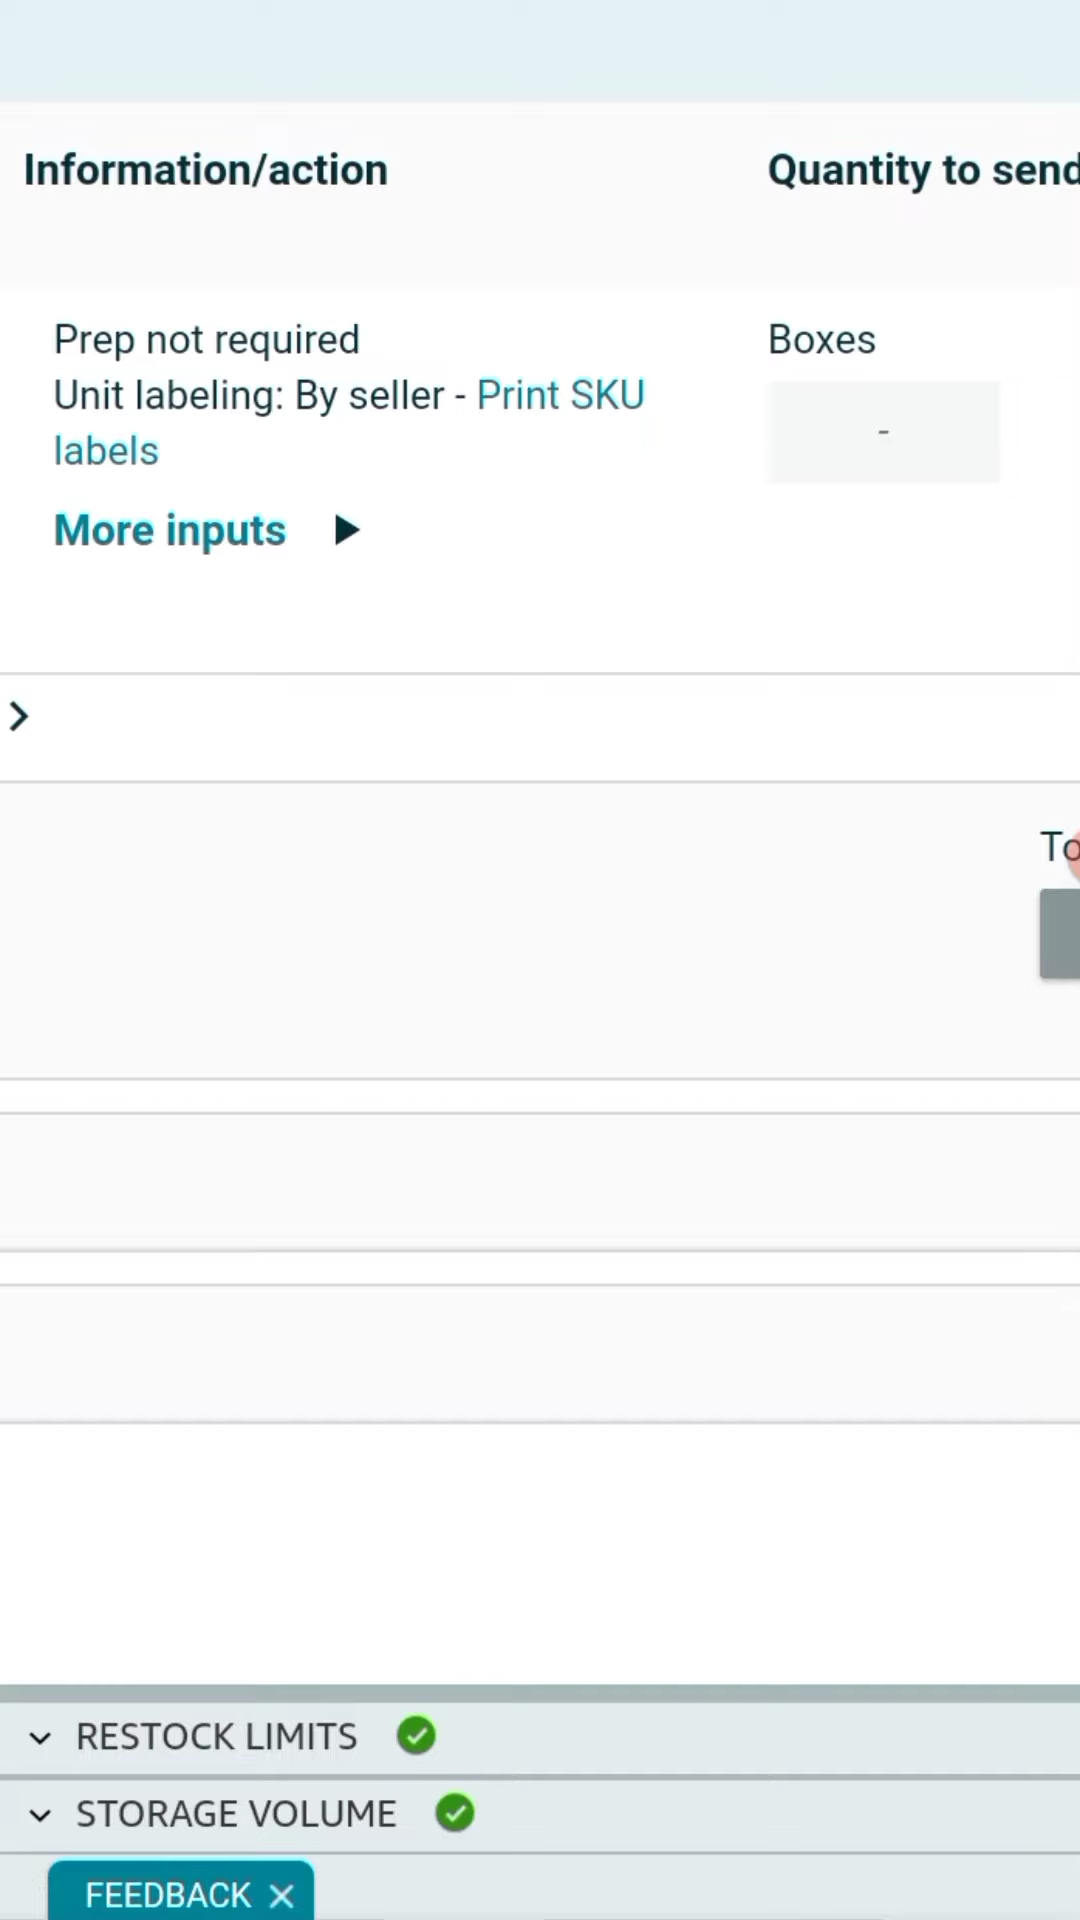 Information/action
Quantity to send
Prep not required
Boxes
Unit labeling: By seller - Print SKU
labels
-
More inputs
To
RESTOCK LIMITS
STORAGE VOLUME
FEEDBACK